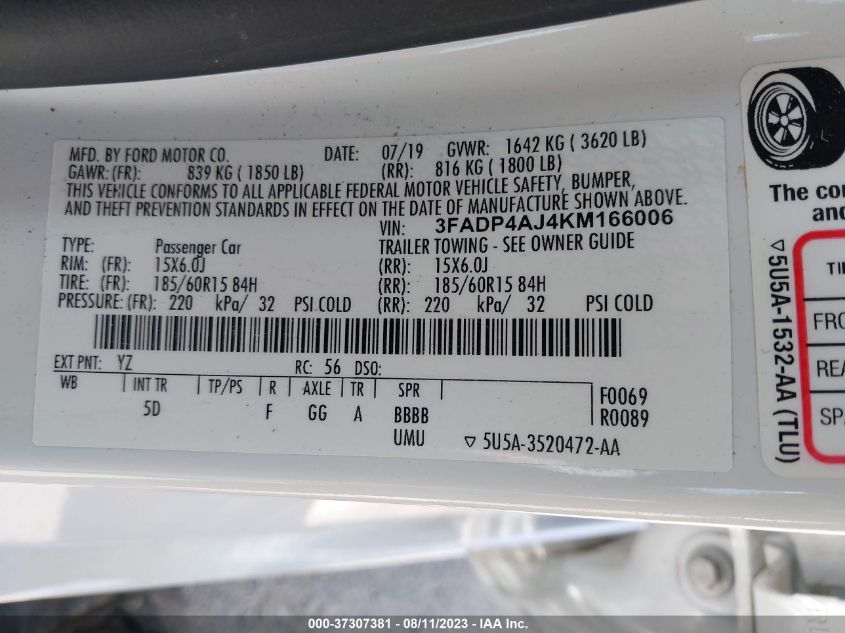 MFD. BY FORD MOTOR CO. DATE: 07/19 GVWR: 1642 KG ( 3620 LB)
GAWR:(FR): 839 KG ( 1850 LB) (RR): 816 KG ( 1800 LB)
THIS VEHICLE CONFORMS TO ALL APPLICABLE FEDERAL MOTOR VEHICLE SAFETY, BUMPER,
AND THEFT PREVENTION STANDARDS IN EFFECT ON THE DATE OF MANUFACTURE SHOWN ABOVE.
VIN: 3FADP4AJ4KM166006
TYPE: Passenger Car TRAILER TOWING - SEE OWNER GUIDE
RIM: (FR): 15X6.0J (RR): 15X6.0J
TIRE: (FR): 185/60R15 84H (RR): 185/60R15 84H
PRESSURE:(FR): 220 kPa/ 32 PSI COLD (RR): 220 kPa/ 32 PSI COLD
EXT PNT: YZ RC: 56 DSO:
WB INT TR TP/PS R AXLE TR SPR F0069
5D F GG A BBBB R0089
UMU ▽ 5U5A-3520472-AA
The
and
▽5U5A-1532-AA (TLU)
000-37307381 - 08/11/2023 - IAA Inc.